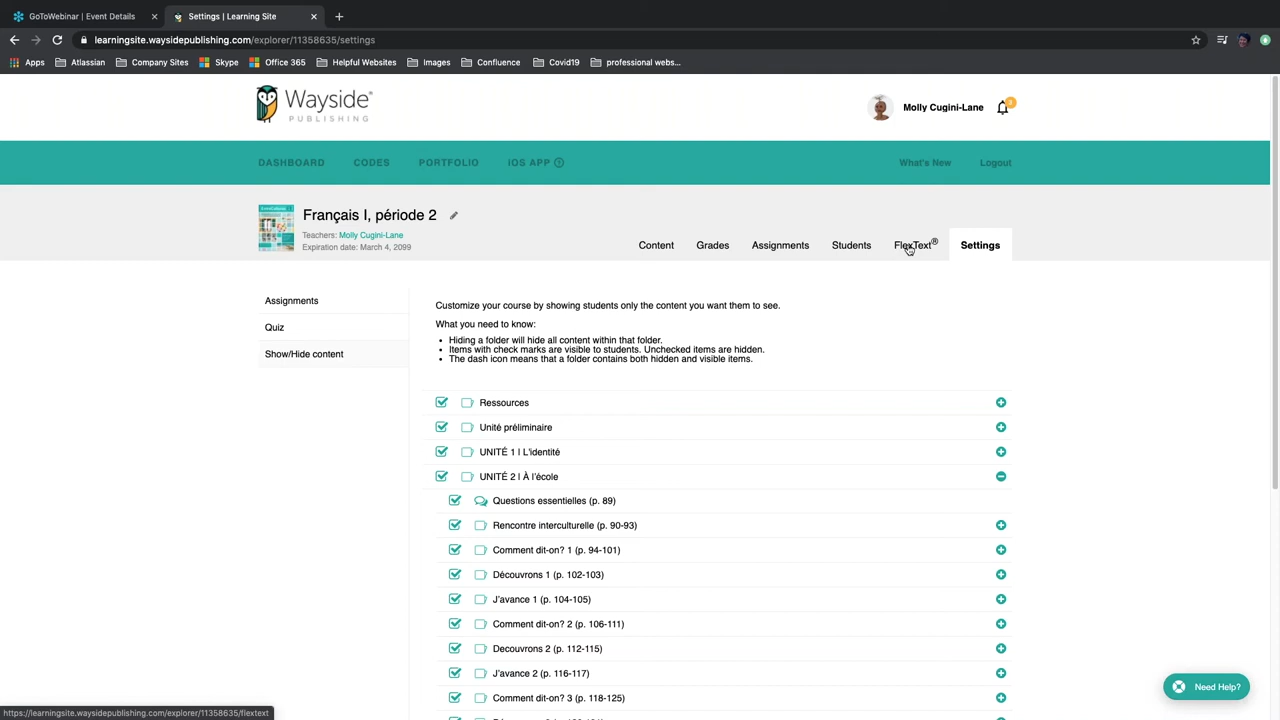 GoToWebinar | Event Details
Settings | Learning Site
learningsite.waysidepublishing.com/explorer/11358635/settings
Apps Atlassian Company Sites Skype Office 365 Helpful Websites Images Confluence Covid19 professional webs...
Wayside
PUBLISHING
Molly Cugini-Lane
DASHBOARD CODES PORTFOLIO iOS APP ? What's New Logout
Français I, période 2
Teachers: Molly Cugini-Lane
Expiration date: March 4, 2099
Content Grades Assignments Students FlexText® Settings
Assignments
Quiz
Show/Hide content
Customize your course by showing students only the content you want them to see.
What you need to know:
• Hiding a folder will hide all content within that folder.
• Items with check marks are visible to students. Unchecked items are hidden.
• The dash icon means that a folder contains both hidden and visible items.
Ressources
Unité préliminaire
UNITÉ 1 | L'identité
UNITÉ 2 | À l'école
Questions essentielles (p. 89)
Rencontre interculturelle (p. 90-93)
Comment dit-on? 1 (p. 94-101)
Découvrons 1 (p. 102-103)
J'avance 1 (p. 104-105)
Comment dit-on? 2 (p. 106-111)
Decouvrons 2 (p. 112-115)
J'avance 2 (p. 116-117)
Comment dit-on? 3 (p. 118-125)
Need Help?
https://learningsite.waysidepublishing.com/explorer/11358635/flextext